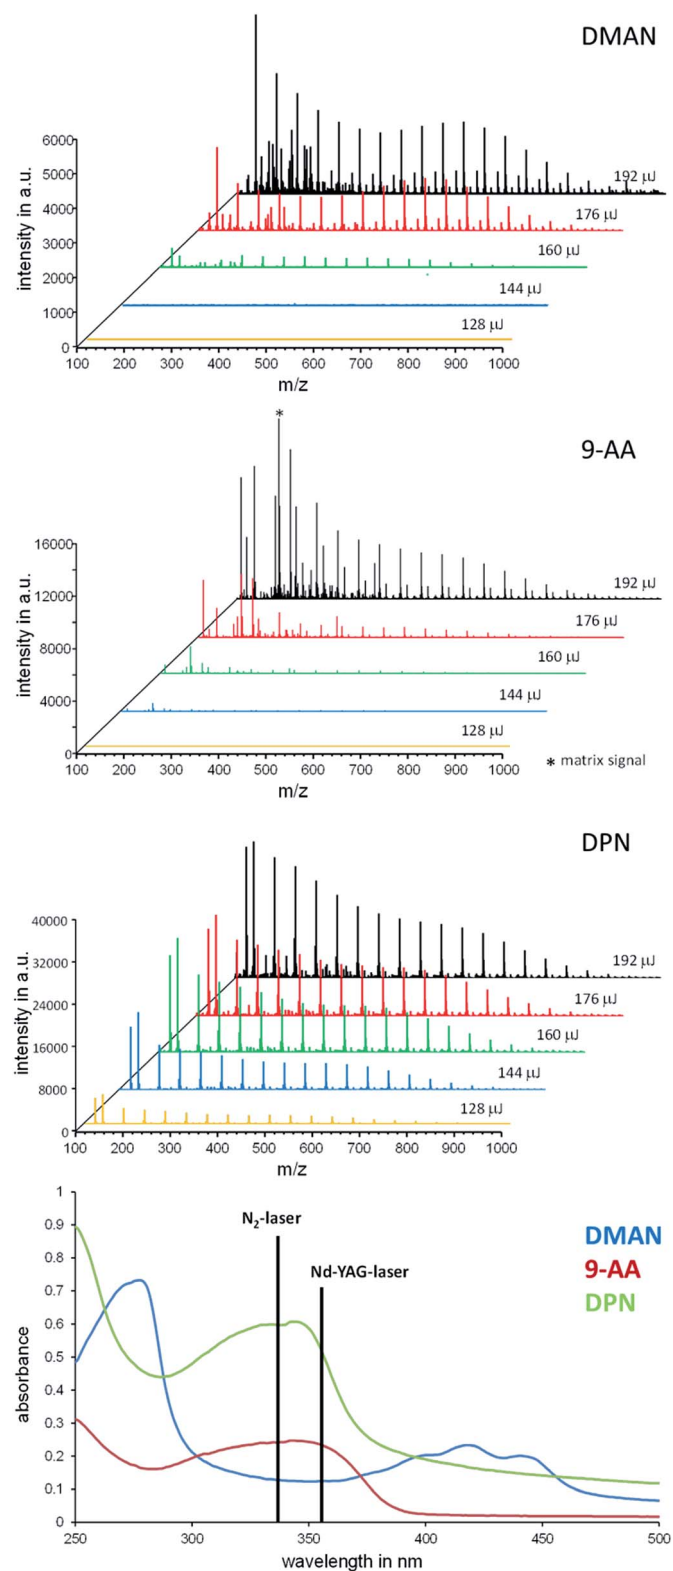 DMAN
6000
5000
4000
3000
2000
1000
0
intensity in a.u.
192 µJ
176 µJ
160 µJ
144 µJ
128 µJ
100 200 300 400 500 600 700 800 900 1000
m/z
*
9-AA
16000
12000
8000
4000
0
intensity in a.u.
192 µJ
176 µJ
160 µJ
144 µJ
128 µJ
100 200 300 400 500 600 700 800 900 1000
* matrix signal
m/z
DPN
40000
32000
24000
16000
8000
0
intensity in a.u.
192 µJ
176 µJ
160 µJ
144 µJ
128 µJ
100 200 300 400 500 600 700 800 900 1000
m/z
1
0.9
0.8
0.7
0.6
0.5
0.4
0.3
0.2
0.1
0
absorbance
N2-laser
Nd-YAG-laser
DMAN
9-AA
DPN
250 300 350 400 450 500
wavelength in nm